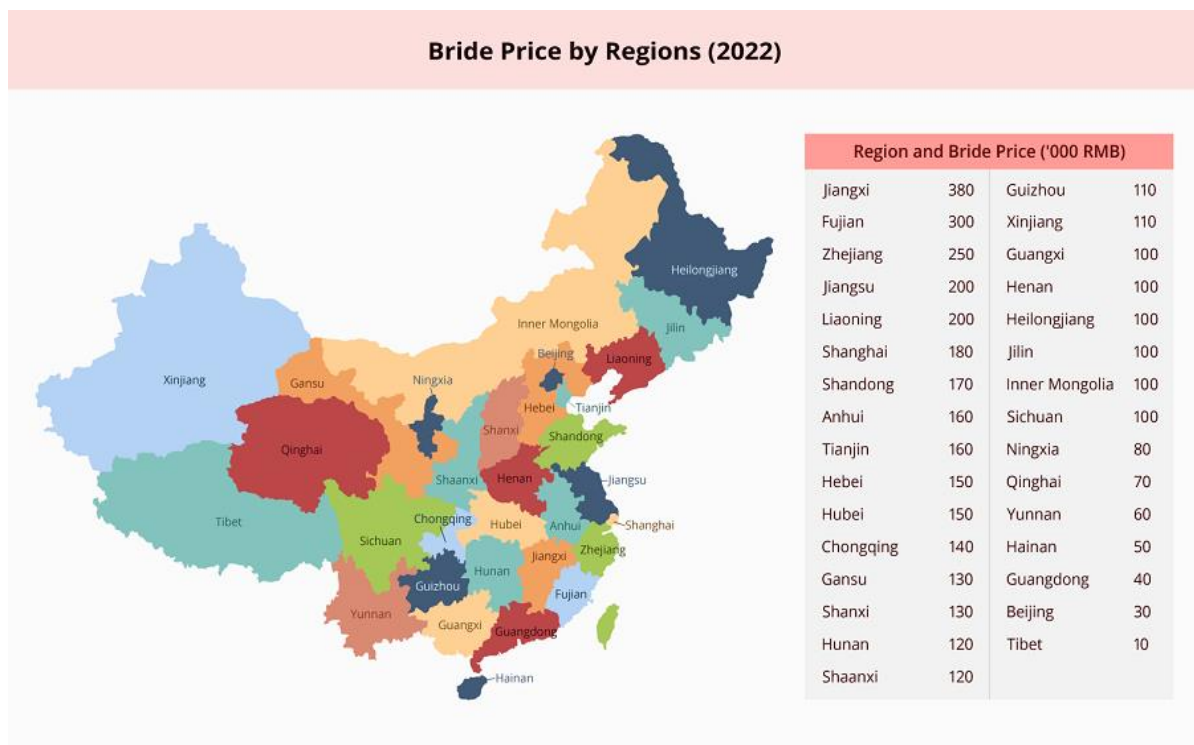 Bride Price by Regions (2022)
Heilongjiang
Inner Mongolia
Jilin
Beijing
Liaoning
Xinjiang
Gansu
Ningxia
Hebei
Tianjin
Shanxi
Shandong
Qinghai
Shaanxi
Henan
Jiangsu
Tibet
Chongqing
Hubei
Anhui
Shanghai
Sichuan
Zhejiang
Jiangxi
Hunan
Guizhou
Fujian
Yunnan
Guangxi
Guangdong
Hainan
Region and Bride Price ('000 RMB)
Jiangxi 380
Fujian 300
Zhejiang 250
Jiangsu 200
Liaoning 200
Shanghai 180
Shandong 170
Anhui 160
Tianjin 160
Hebei 150
Hubei 150
Chongqing 140
Gansu 130
Shanxi 130
Hunan 120
Shaanxi 120
Guizhou 110
Xinjiang 110
Guangxi 100
Henan 100
Heilongjiang 100
Jilin 100
Inner Mongolia 100
Sichuan 100
Ningxia 80
Qinghai 70
Yunnan 60
Hainan 50
Guangdong 40
Beijing 30
Tibet 10